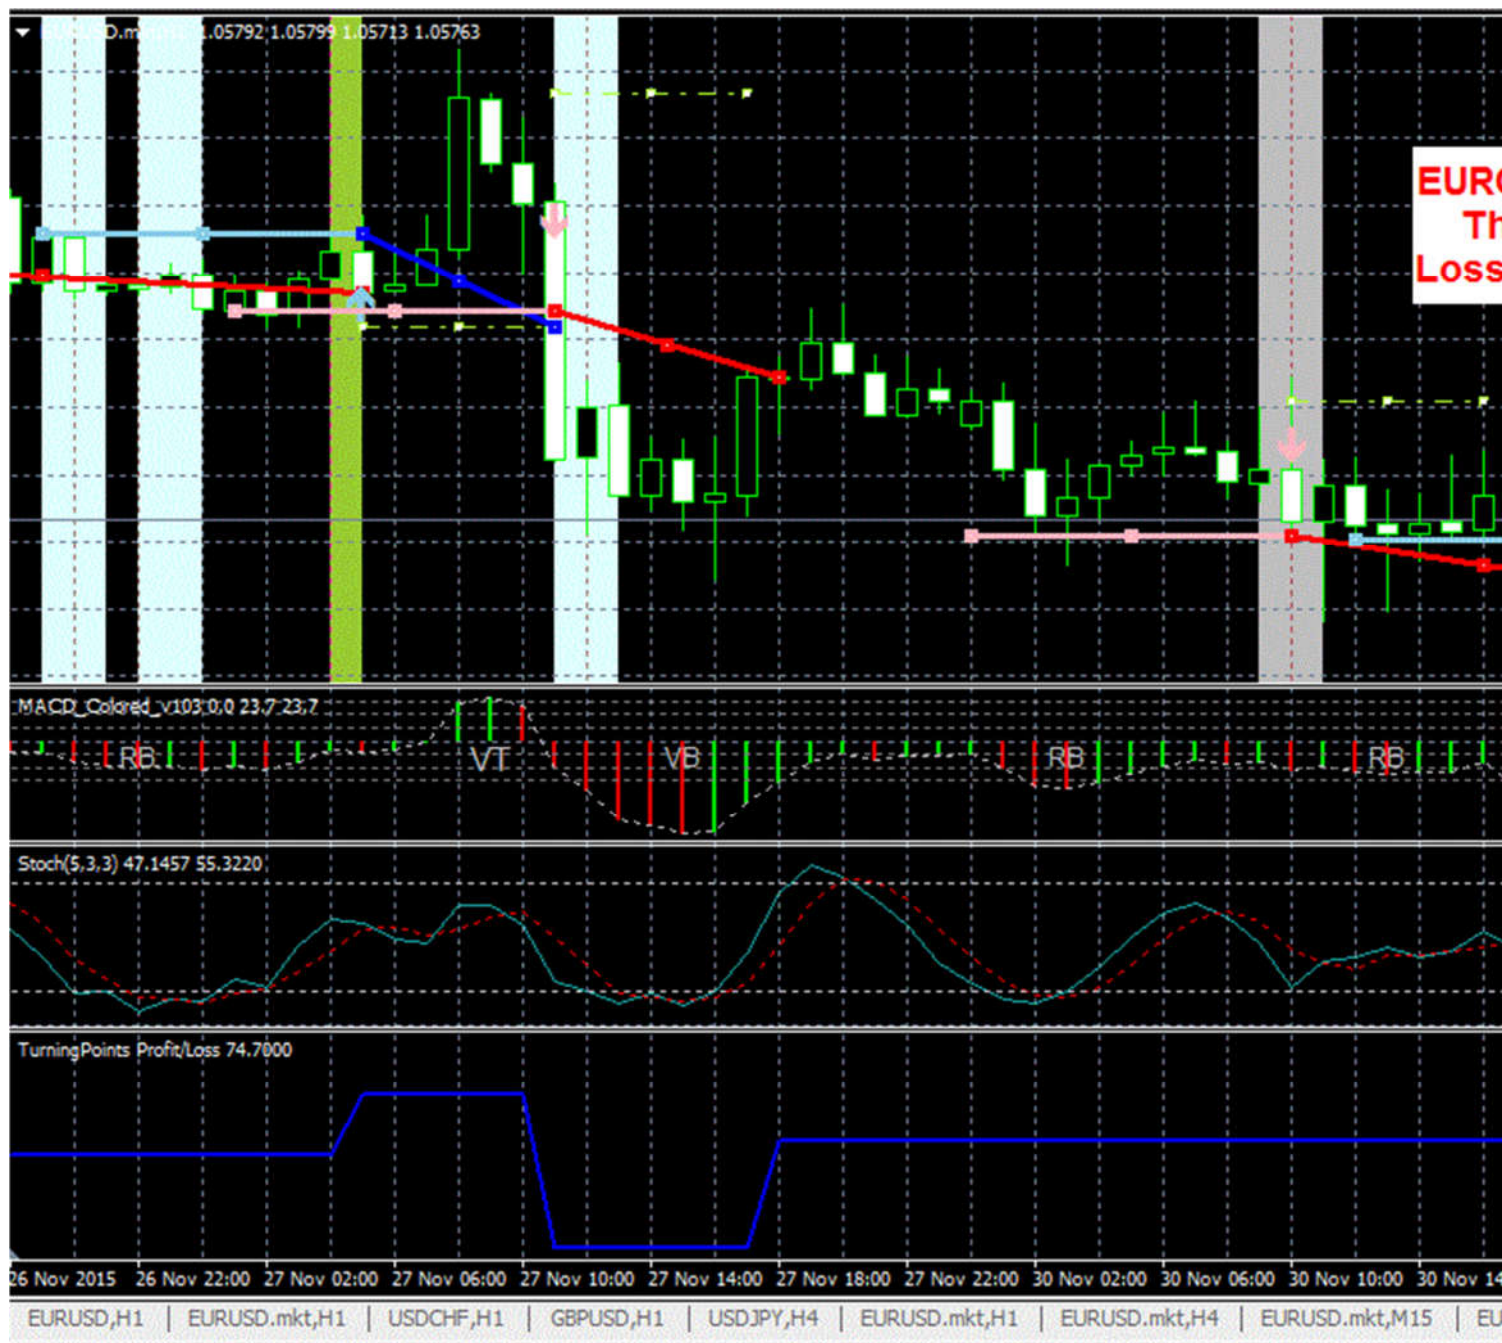 1.05792 1.05799 1.05713 1.05763
Th
Loss
MACD_Colored_v103 0,0 23,7 23,7
RB
VT
VB
RB
RB
Stoch(5,3,3) 47.1457 55.3220
TurningPoints Profit/Loss 74.7000
26 Nov 2015 26 Nov 22:00 27 Nov 02:00 27 Nov 06:00 27 Nov 10:00 27 Nov 14:00 27 Nov 18:00 27 Nov 22:00 30 Nov 02:00 30 Nov 06:00 30 Nov 10:00 30 Nov 14
EURUSD,H1 | EURUSD.mkt,H1 | USDCHF,H1 | GBPUSD,H1 | USDJPY,H4 | EURUSD.mkt,H1 | EURUSD.mkt,H4 | EURUSD.mkt,M15 | EU